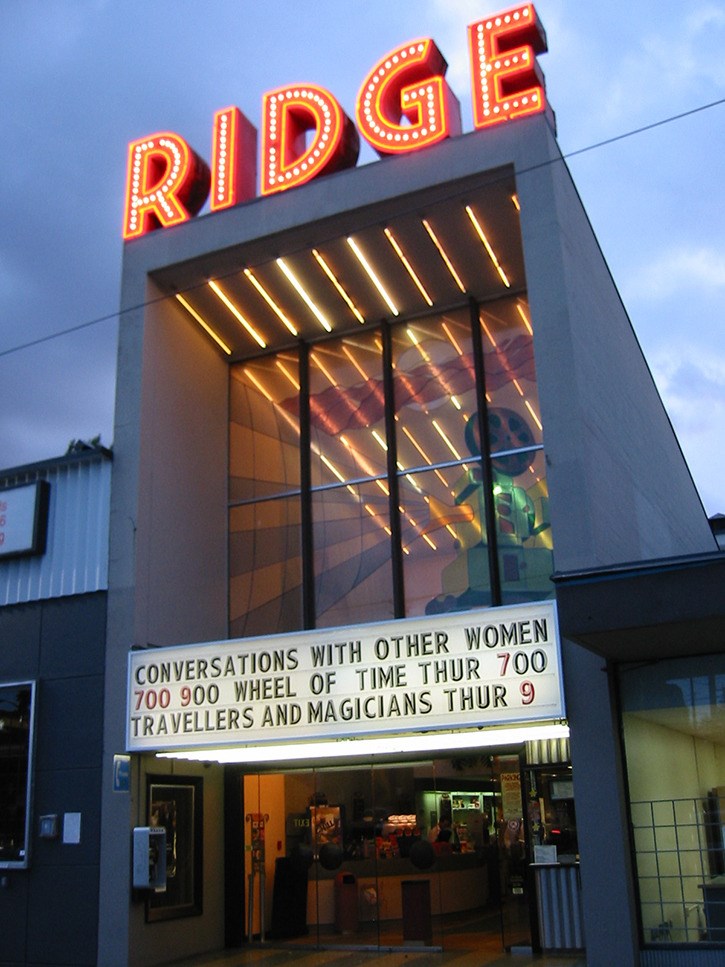 RIDGE
CONVERSATIONS WITH OTHER WOMEN
700 900 WHEEL OF TIME THUR 700
TRAVELLERS AND MAGICIANS THUR 9